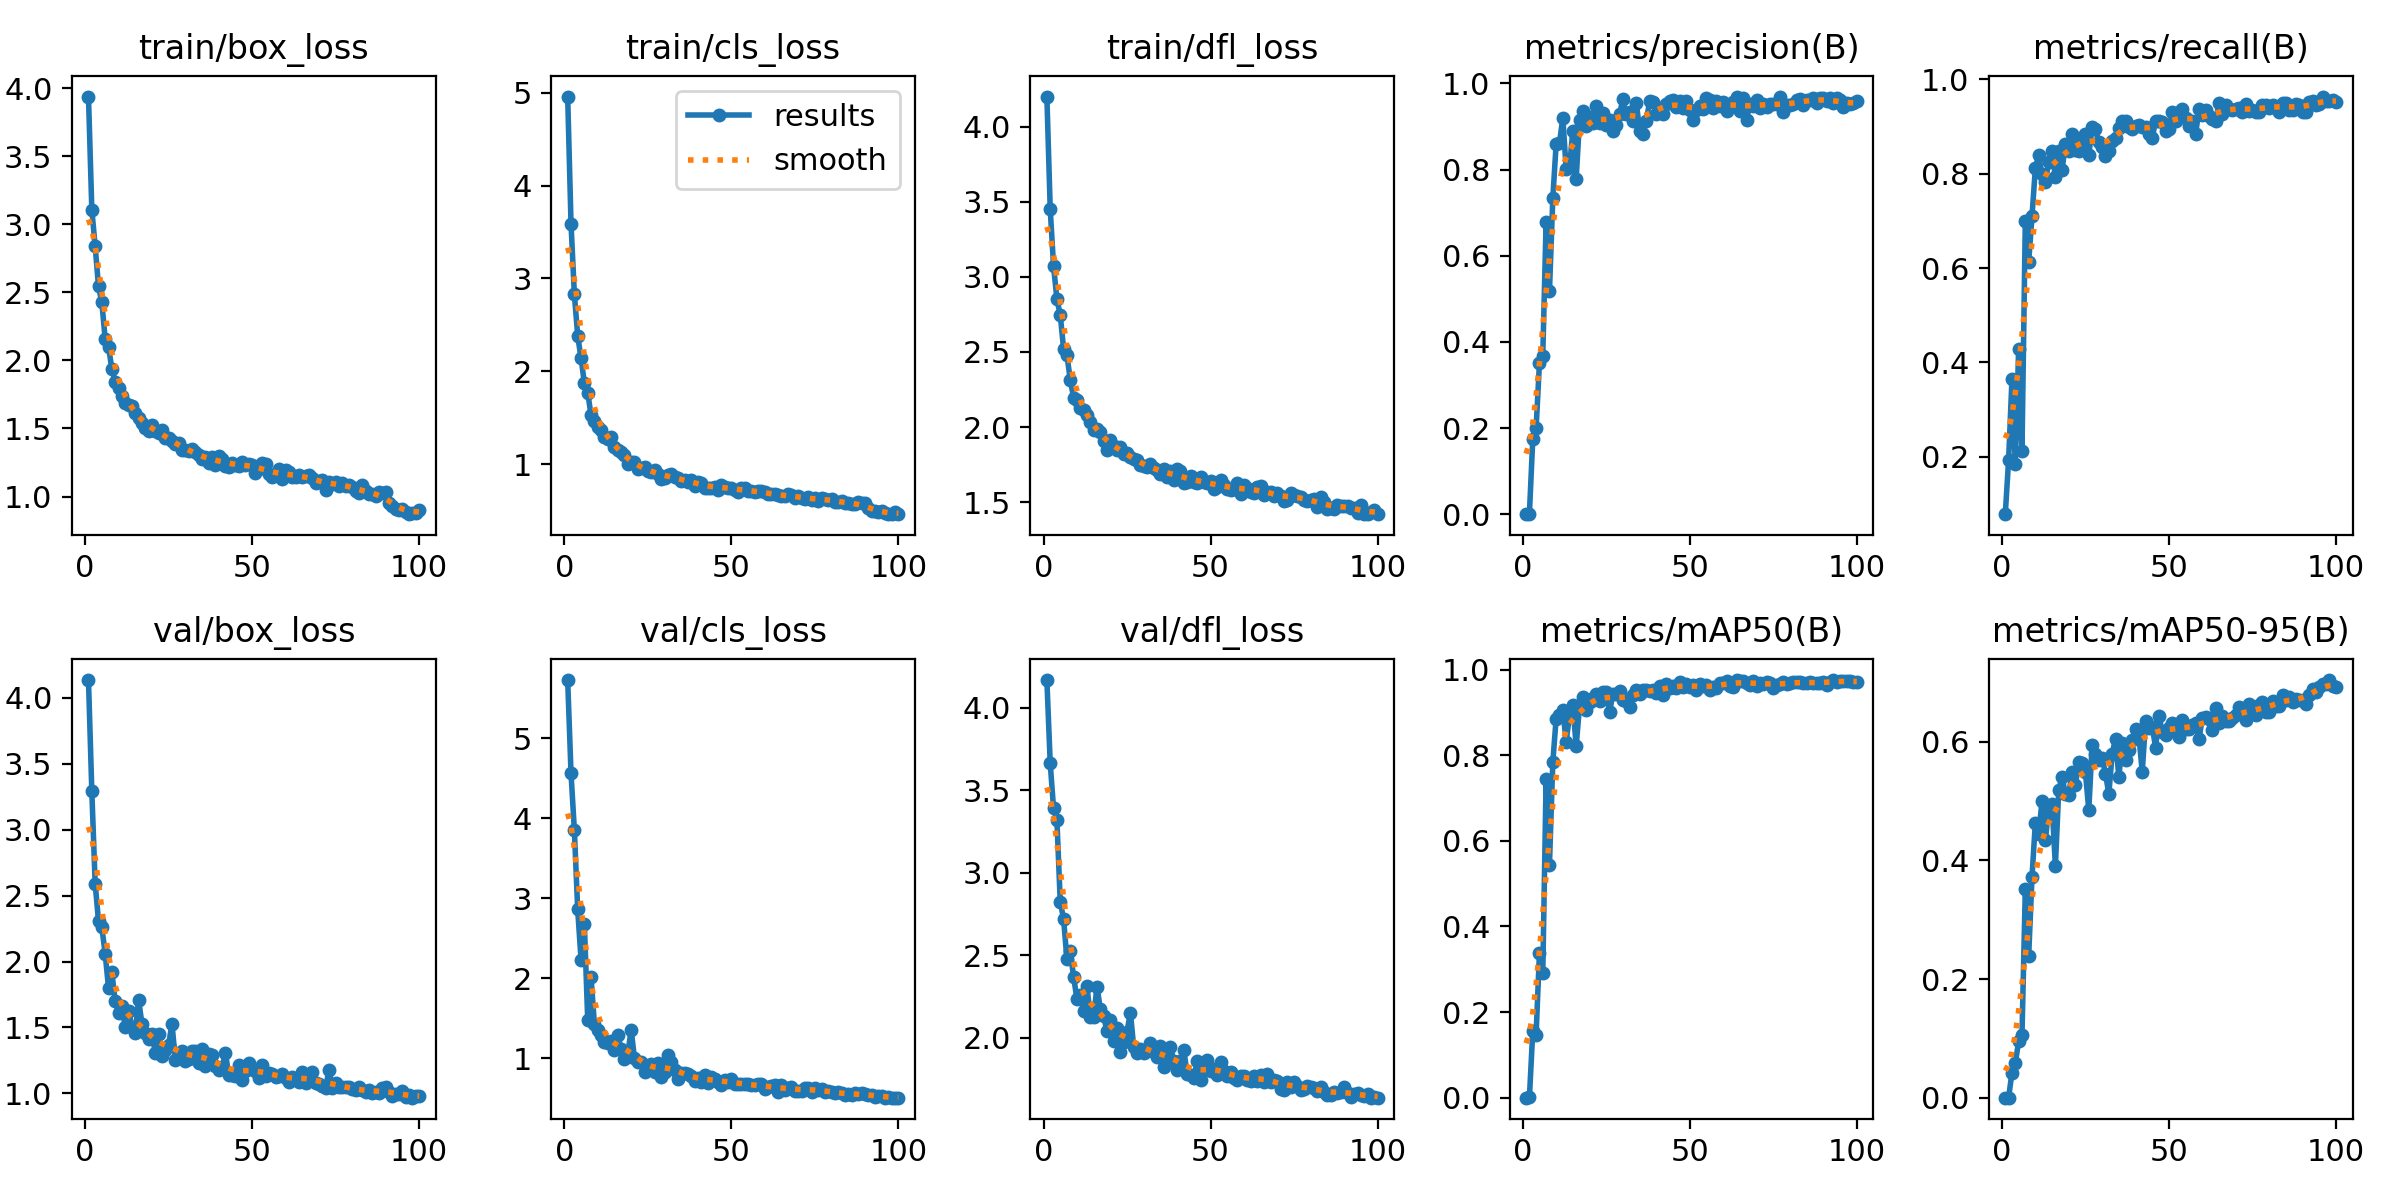 train/box_loss
4.0
3.5
3.0
2.5
2.0
1.5
1.0
0 50 100
train/cls_loss
results
smooth
5
4
3
2
1
0 50 100
train/dfl_loss
4.0
3.5
3.0
2.5
2.0
1.5
0 50 100
metrics/precision(B)
1.0
0.8
0.6
0.4
0.2
0.0
0 50 100
metrics/recall(B)
1.0
0.8
0.6
0.4
0.2
0 50 100
val/box_loss
4.0
3.5
3.0
2.5
2.0
1.5
1.0
0 50 100
val/cls_loss
5
4
3
2
1
0 50 100
val/dfl_loss
4.0
3.5
3.0
2.5
2.0
0 50 100
metrics/mAP50(B)
1.0
0.8
0.6
0.4
0.2
0.0
0 50 100
metrics/mAP50-95(B)
0.6
0.4
0.2
0.0
0 50 100